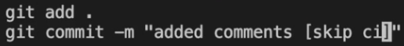 git add .
git commit -m "added comments [skip ci]"